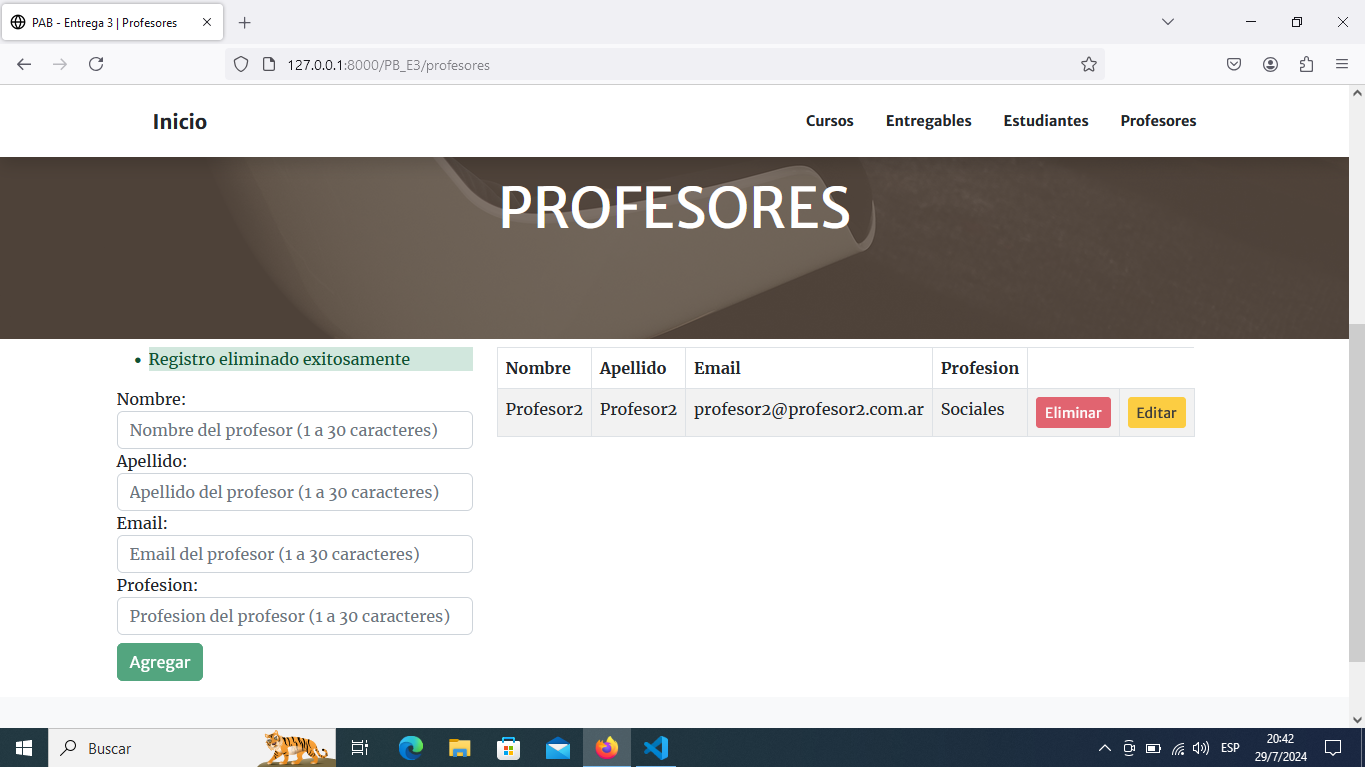 PAB - Entrega 3 | Profesores
127.0.0.1:8000/PB_E3/profesores
Inicio
Cursos Entregables Estudiantes Profesores
PROFESORES
Registro eliminado exitosamente
Nombre:
Nombre del profesor (1 a 30 caracteres)
Apellido:
Apellido del profesor (1 a 30 caracteres)
Email:
Email del profesor (1 a 30 caracteres)
Profesion:
Profesion del profesor (1 a 30 caracteres)
Agregar
Nombre Apellido Email Profesion
Profesor2 Profesor2 profesor2@profesor2.com.ar Sociales Eliminar Editar
Buscar
ESP
20:42
29/7/2024